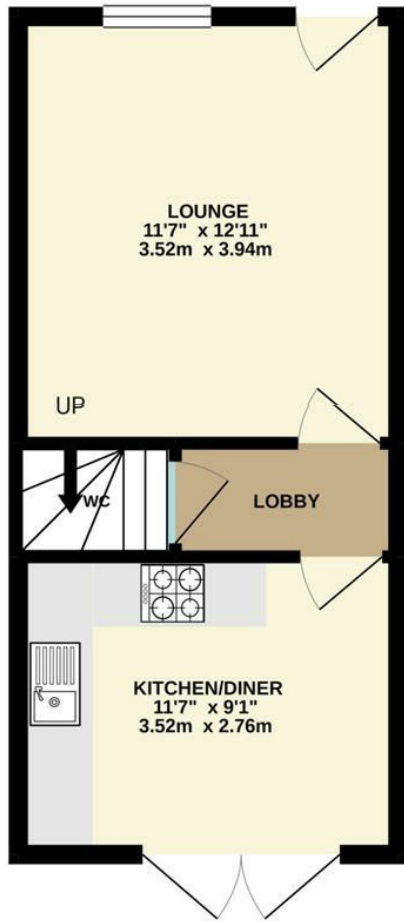 LOUNGE
11'7" x 12'11"
3.52m x 3.94m
UP
WC
LOBBY
KITCHEN/DINER
11'7" x 9'1"
3.52m x 2.76m